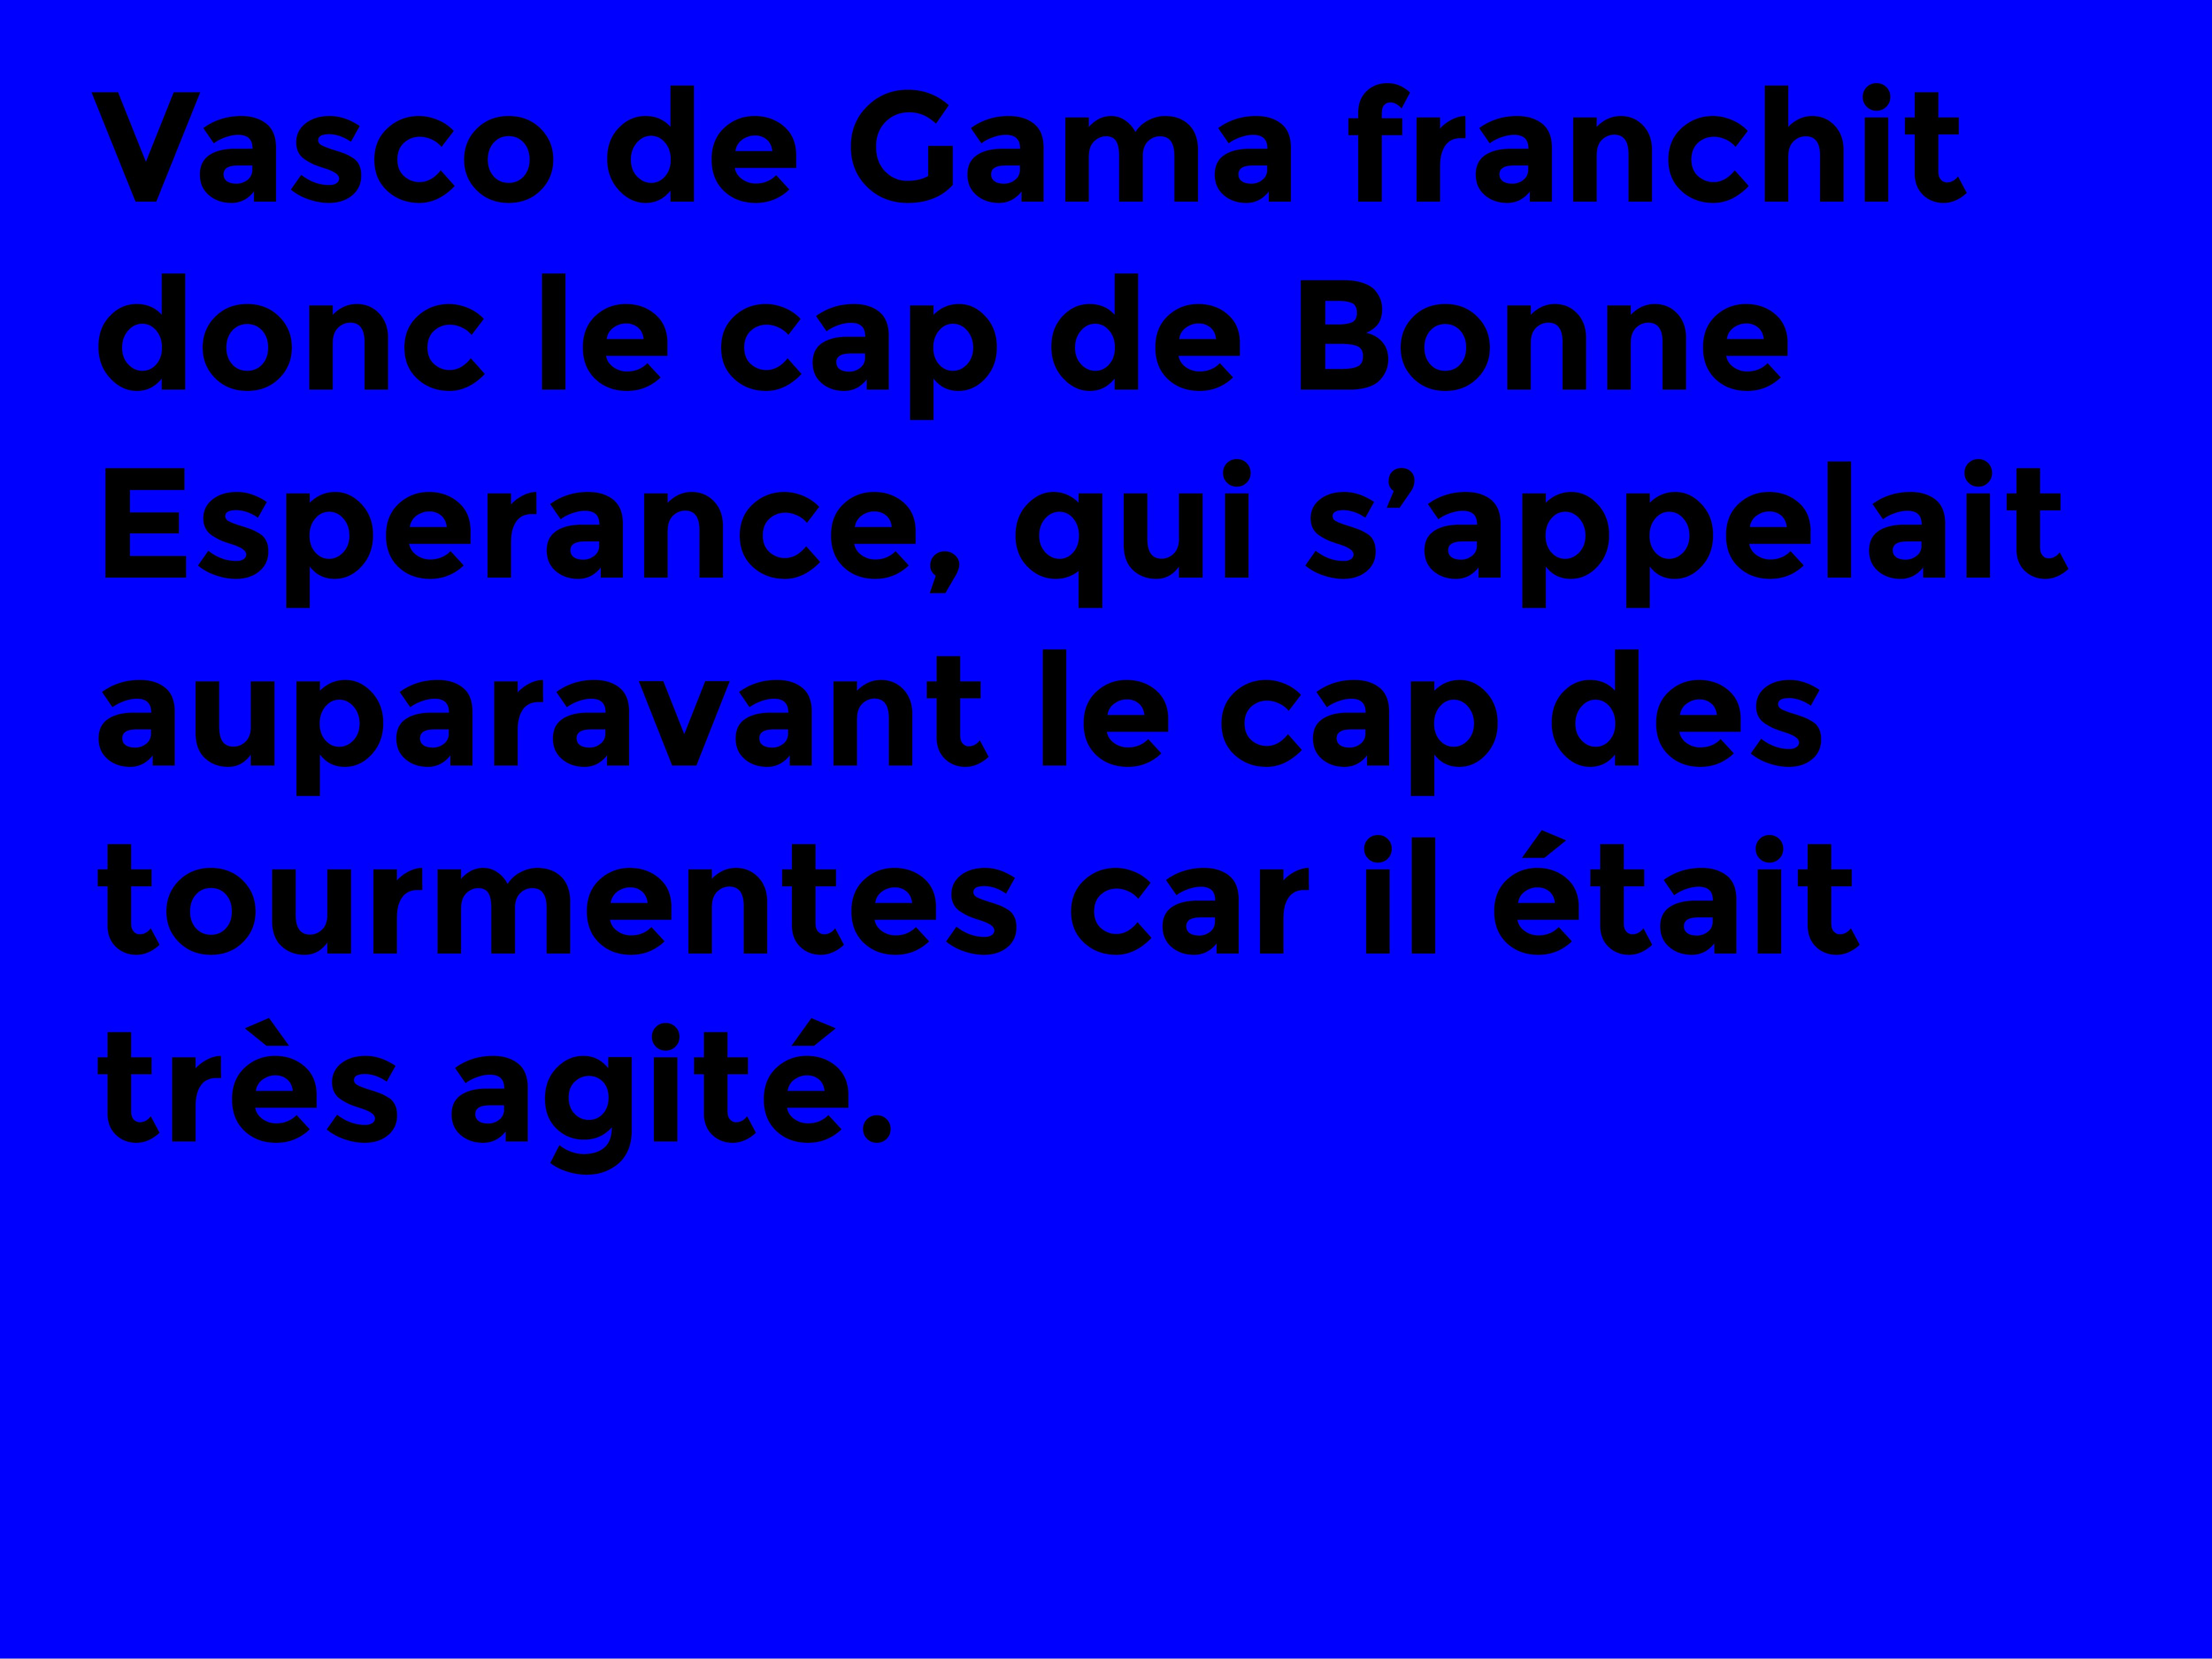 Vasco de Gama franchit
donc le cap de Bonne
Esperance, qui s’appelait
auparavant le cap des
tourmentes car il était
très agité.